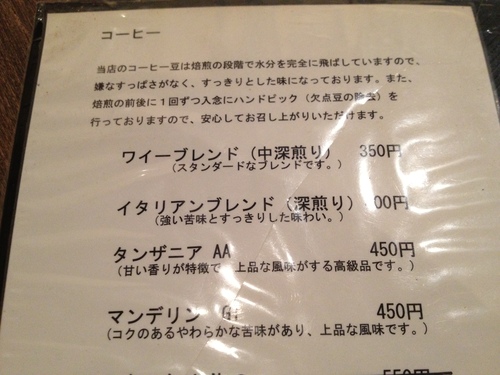 コーヒー
当店のコーヒー豆は焙煎の段階で水分を完全に飛ばしていますので、
嫌なすっぱさがなく、すっきりとした味になっております。また、
焙煎の前後に１回ずつ入念にハンドピック（欠点豆の除去）を
行っておりますので、安心してお召し上がりいただけます。
ワイーブレンド（中深煎り） 350円
（スタンダードなブレンドです。）
イタリアンブレンド（深煎り） 00円
（強い苦味とすっきりした味わい。）
タンザニア AA 450円
（甘い香りが特徴で、上品な風味がする高級品です。）
マンデリン 450円
（コクのあるやわらかな苦味があり、上品な風味です。）
550円